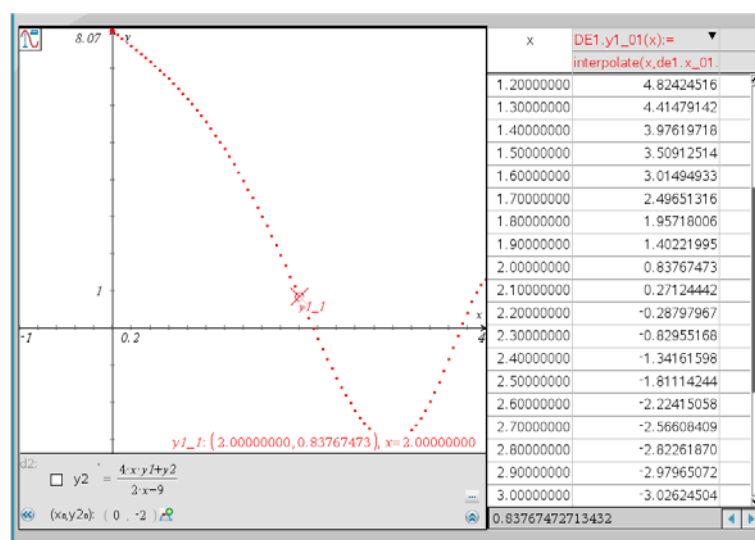 8.07
y
1
y1_1
x
-1
0.2
4
y1_1: (2.00000000,0.83767473), x=2.00000000
d2:
y2' = 4·x·y1+y2
2·x−9
(x₀,y2₀): ( 0 , -2 )
x DE1.y1_01(x):= ▼
interpolate(x,de1.x_01.
1.20000000 4.82424516
1.30000000 4.41479142
1.40000000 3.97619718
1.50000000 3.50912514
1.60000000 3.01494933
1.70000000 2.49651316
1.80000000 1.95718006
1.90000000 1.40221995
2.00000000 0.83767473
2.10000000 0.27124442
2.20000000 -0.28797967
2.30000000 -0.82955168
2.40000000 -1.34161598
2.50000000 -1.81114244
2.60000000 -2.22415058
2.70000000 -2.56608409
2.80000000 -2.82261870
2.90000000 -2.97965072
3.00000000 -3.02624504
0.83767472713432